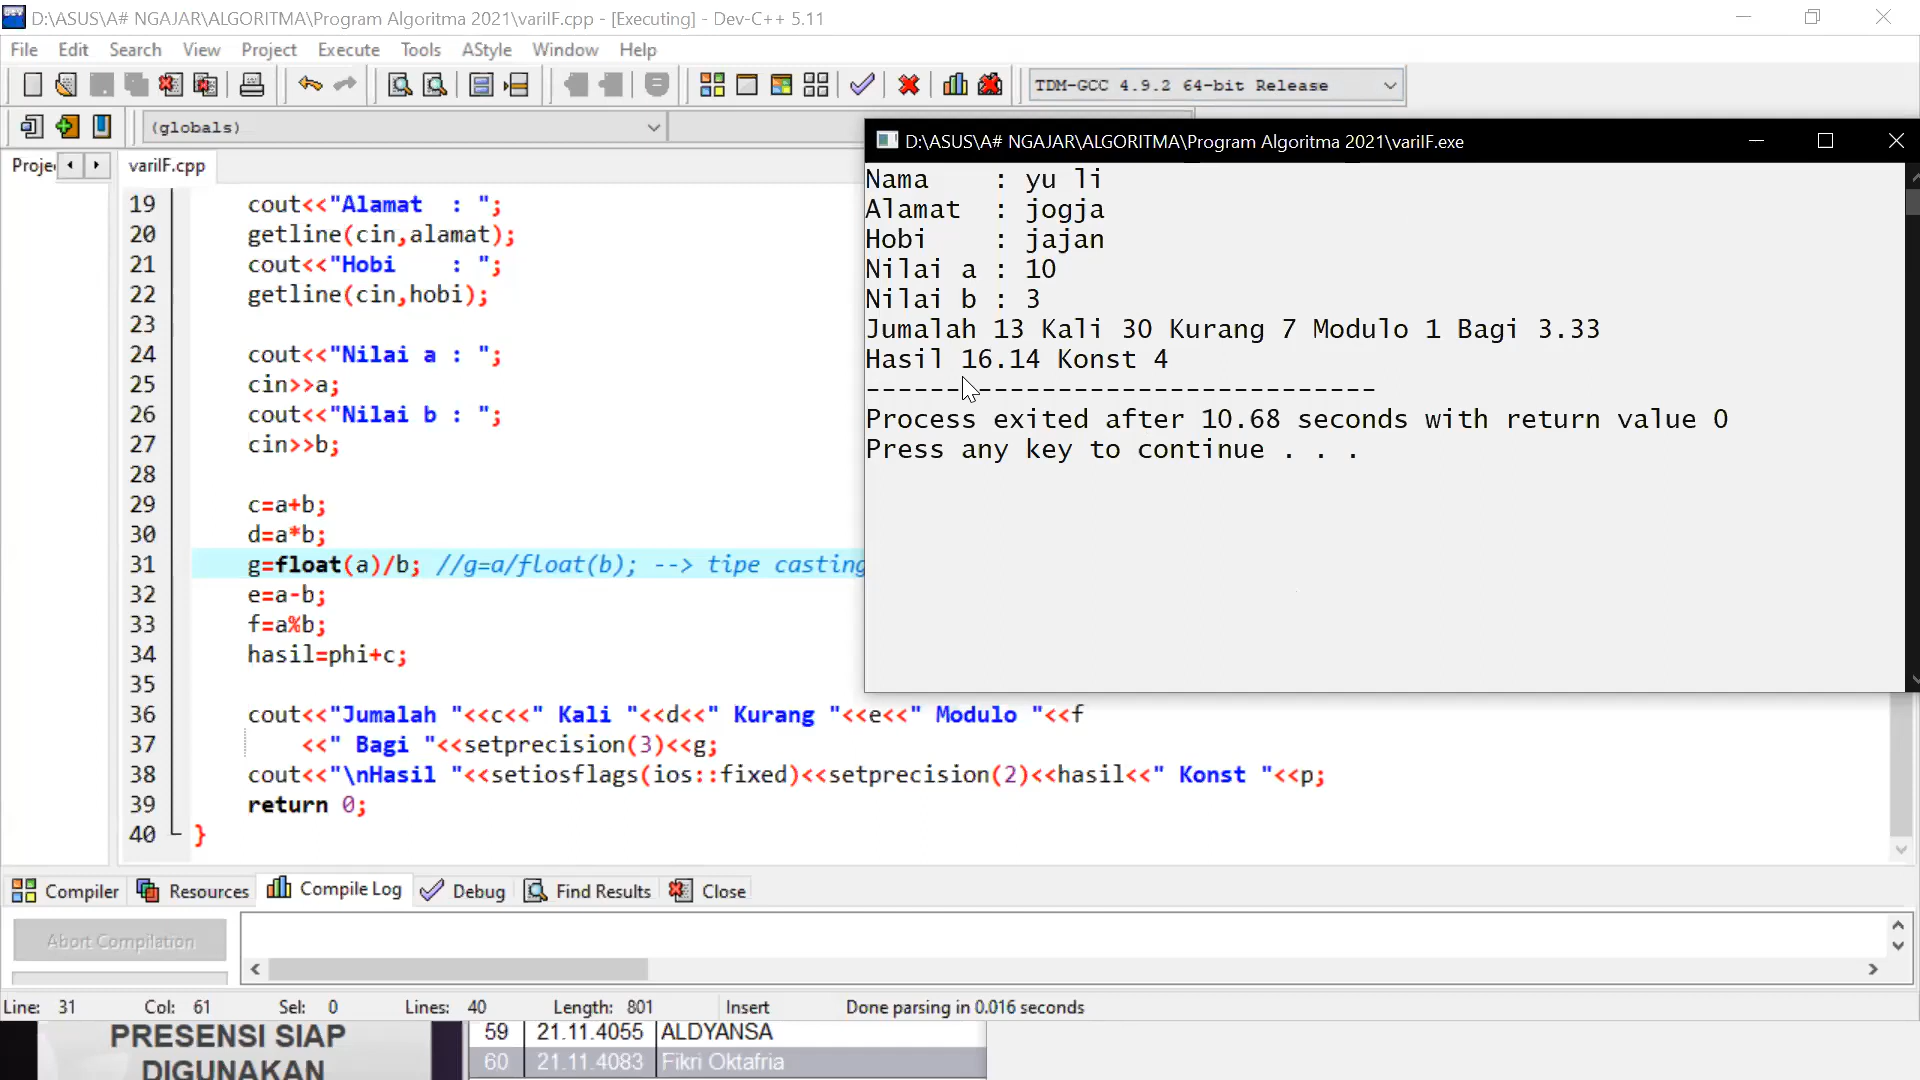 D:\ASUS\A# NGAJAR\ALGORITMA\Program Algoritma 2021\varilF.cpp - [Executing] - Dev-C++ 5.11
File Edit Search View Project Execute Tools AStyle Window Help
TDM-GCC 4.9.2 64-bit Release
(globals)
Proje varilF.cpp
19 cout<<"Alamat  : ";
20 getline(cin,alamat);
21 cout<<"Hobi    : ";
22 getline(cin,hobi);
23
24 cout<<"Nilai a : ";
25 cin>>a;
26 cout<<"Nilai b : ";
27 cin>>b;
28
29 c=a+b;
30 d=a*b;
31 g=float(a)/b; //g=a/float(b); --> tipe casting
32 e=a-b;
33 f=a%b;
34 hasil=phi+c;
35
36 cout<<"Jumalah "<<c<<" Kali "<<d<<" Kurang "<<e<<" Modulo "<<f
37 <<" Bagi "<<setprecision(3)<<g;
38 cout<<"\nHasil "<<setiosflags(ios::fixed)<<setprecision(2)<<hasil<<" Konst "<<p;
39 return 0;
40 }
D:\ASUS\A# NGAJAR\ALGORITMA\Program Algoritma 2021\varilF.exe
Nama    : yu li
Alamat  : jogja
Hobi    : jajan
Nilai a : 10
Nilai b : 3
Jumalah 13 Kali 30 Kurang 7 Modulo 1 Bagi 3.33
Hasil 16.14 Konst 4
--------------------------------
Process exited after 10.68 seconds with return value 0
Press any key to continue . . .
Compiler Resources Compile Log Debug Find Results Close
Abort Compilation
Line: 31 Col: 61 Sel: 0 Lines: 40 Length: 801 Insert Done parsing in 0.016 seconds
PRESENSI SIAP
DIGUNAKAN
59 21.11.4055 ALDYANSA
60 21.11.4083 Fikri Oktafria